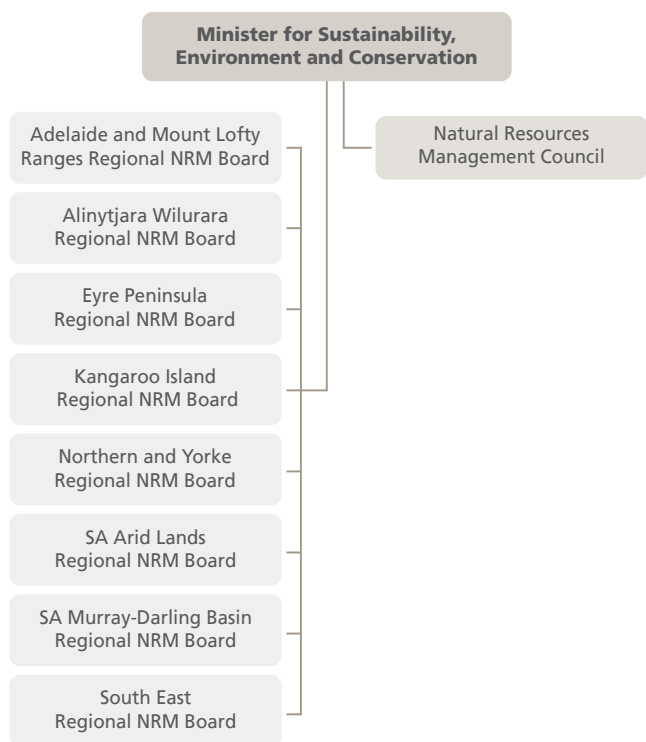 Minister for Sustainability,
Environment and Conservation
Adelaide and Mount Lofty
Ranges Regional NRM Board
Natural Resources
Management Council
Alinytjara Wilurara
Regional NRM Board
Eyre Peninsula
Regional NRM Board
Kangaroo Island
Regional NRM Board
Northern and Yorke
Regional NRM Board
SA Arid Lands
Regional NRM Board
SA Murray-Darling Basin
Regional NRM Board
South East
Regional NRM Board